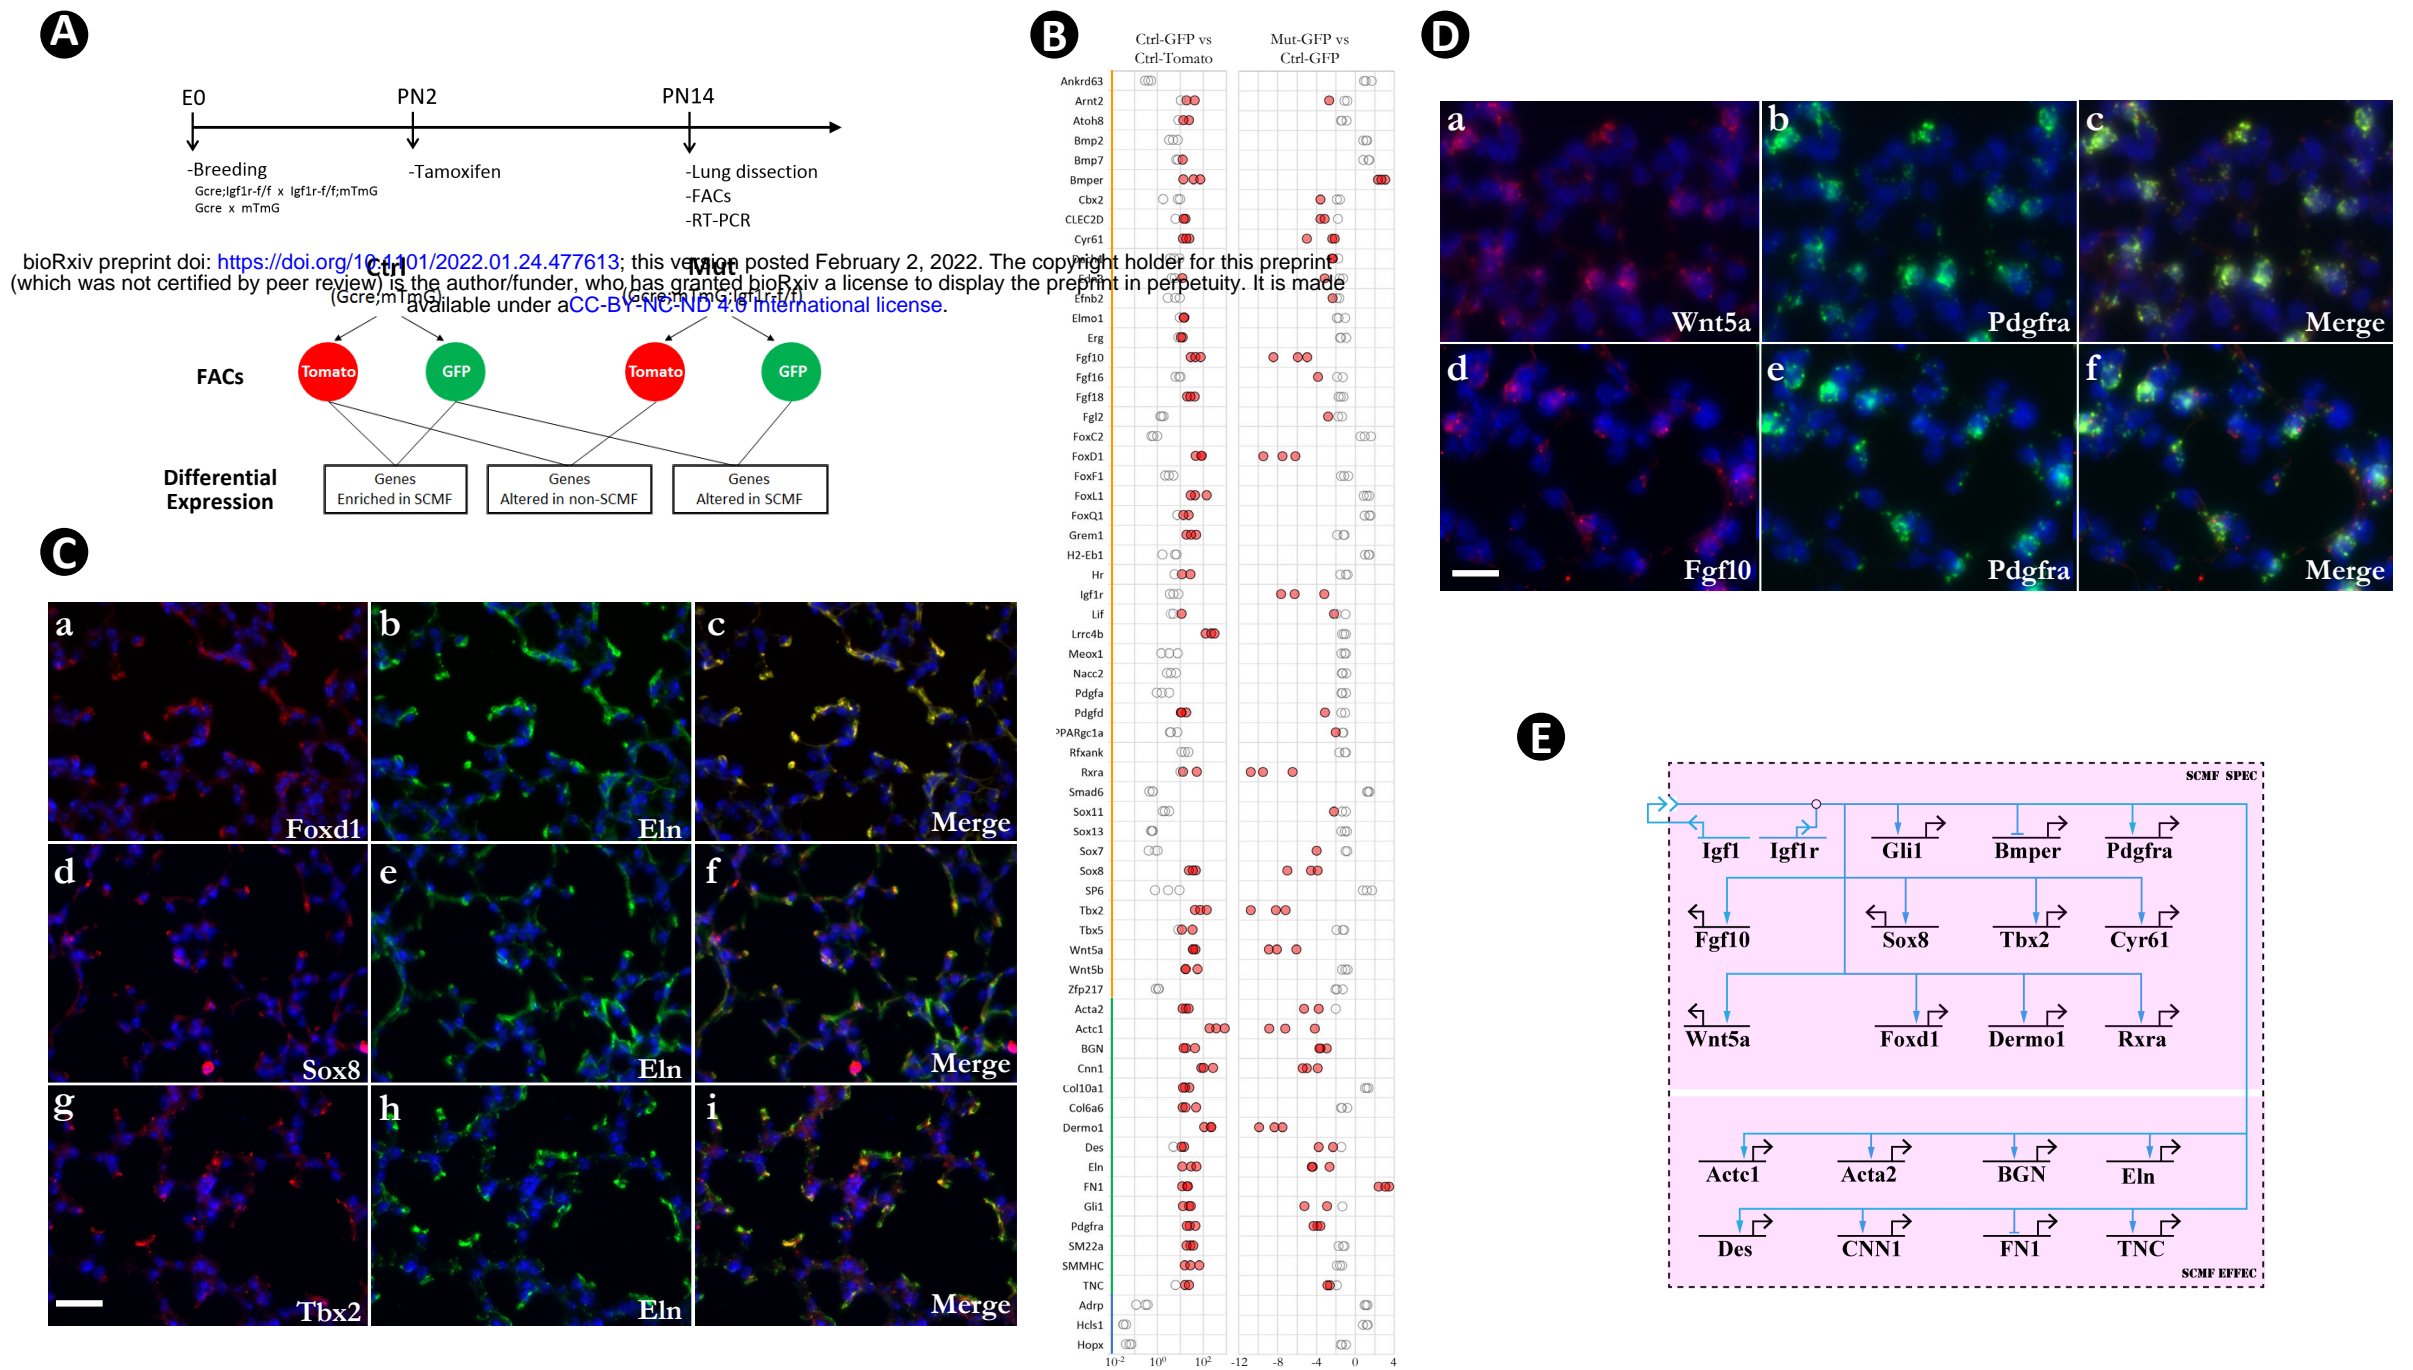 A
E0
PN2
PN14
-Breeding
Gcre;Igf1r-f/f x Igf1r-f/f;mTmG
Gcre x mTmG
-Tamoxifen
-Lung dissection
-FACs
-RT-PCR
bioRxiv preprint doi: https://doi.org/10.1101/2022.01.24.477613; this version posted February 2, 2022. The copyright holder for this preprint
(which was not certified by peer review) is the author/funder, who has granted bioRxiv a license to display the preprint in perpetuity. It is made
available under aCC-BY-NC-ND 4.0 International license.
Ctrl
Mut
(Gcre;mTmG)
(Gcre;mTmG;Igf1r-f/f)
FACs
Tomato
GFP
Tomato
GFP
Differential
Expression
Genes
Enriched in SCMF
Genes
Altered in non-SCMF
Genes
Altered in SCMF
B
Ctrl-GFP vs
Ctrl-Tomato
Mut-GFP vs
Ctrl-GFP
Ankrd63
Arnt2
Atoh8
Bmp2
Bmp7
Bmper
Cbx2
CLEC2D
Cyr61
Efnb2
Elmo1
Erg
Fgf10
Fgf16
Fgf18
Fgl2
FoxC2
FoxD1
FoxF1
FoxL1
FoxQ1
Grem1
H2-Eb1
Hr
Igf1r
Lif
Lrrc4b
Meox1
Nacc2
Pdgfa
Pdgfd
PPARgc1a
Rfxank
Rxra
Smad6
Sox11
Sox13
Sox7
Sox8
SP6
Tbx2
Tbx5
Wnt5a
Wnt5b
Zfp217
Acta2
Actc1
BGN
Cnn1
Col10a1
Col6a6
Dermo1
Des
Eln
FN1
Gli1
Pdgfra
SM22a
SMMHC
TNC
Adrp
Hcls1
Hopx
10⁻² 10⁰ 10² -12 -8 -4 0 4
C
a
Foxd1
b
Eln
c
Merge
d
Sox8
e
Eln
f
Merge
g
Tbx2
h
Eln
i
Merge
D
a
Wnt5a
b
Pdgfra
c
Merge
d
Fgf10
e
Pdgfra
f
Merge
E
SCMF SPEC
Igf1 Igf1r Gli1 Bmper Pdgfra
Fgf10 Sox8 Tbx2 Cyr61
Wnt5a Foxd1 Dermo1 Rxra
Actc1 Acta2 BGN Eln
Des CNN1 FN1 TNC
SCMF EFFEC